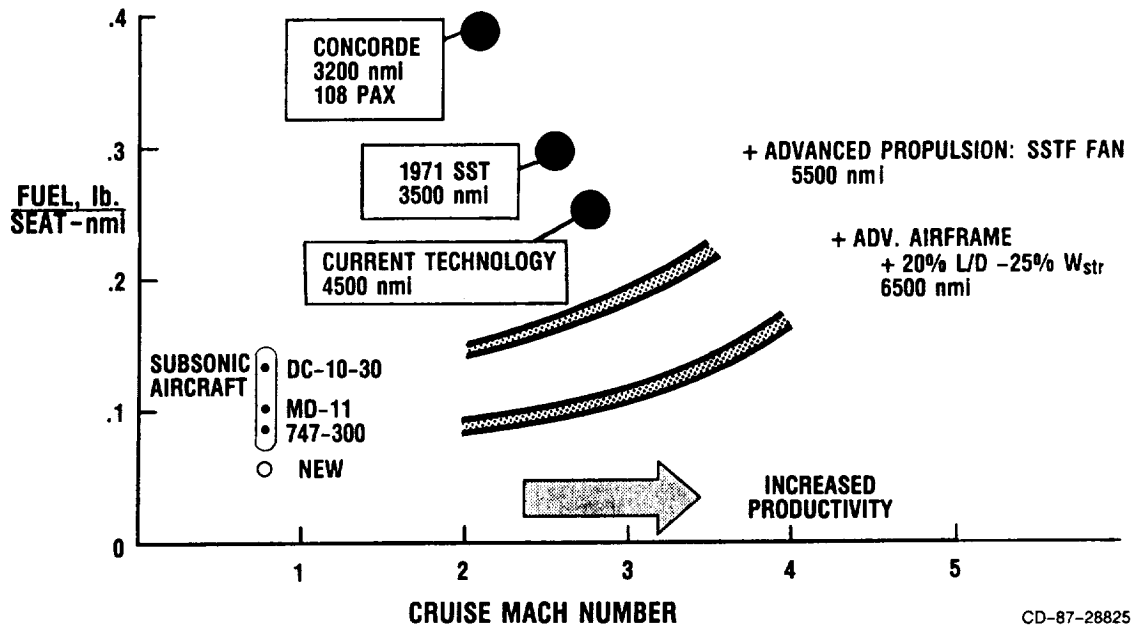 .4
CONCORDE
3200 nmi
108 PAX
.3
1971 SST
3500 nmi
+ ADVANCED PROPULSION: SSTF FAN
5500 nmi
FUEL, lb.
SEAT-nmi
+ ADV. AIRFRAME
+ 20% L/D -25% Wstr
6500 nmi
CURRENT TECHNOLOGY
4500 nmi
.2
SUBSONIC
AIRCRAFT
DC-10-30
MD-11
747-300
NEW
.1
INCREASED
PRODUCTIVITY
0
1 2 3 4 5
CRUISE MACH NUMBER
CD-87-28825